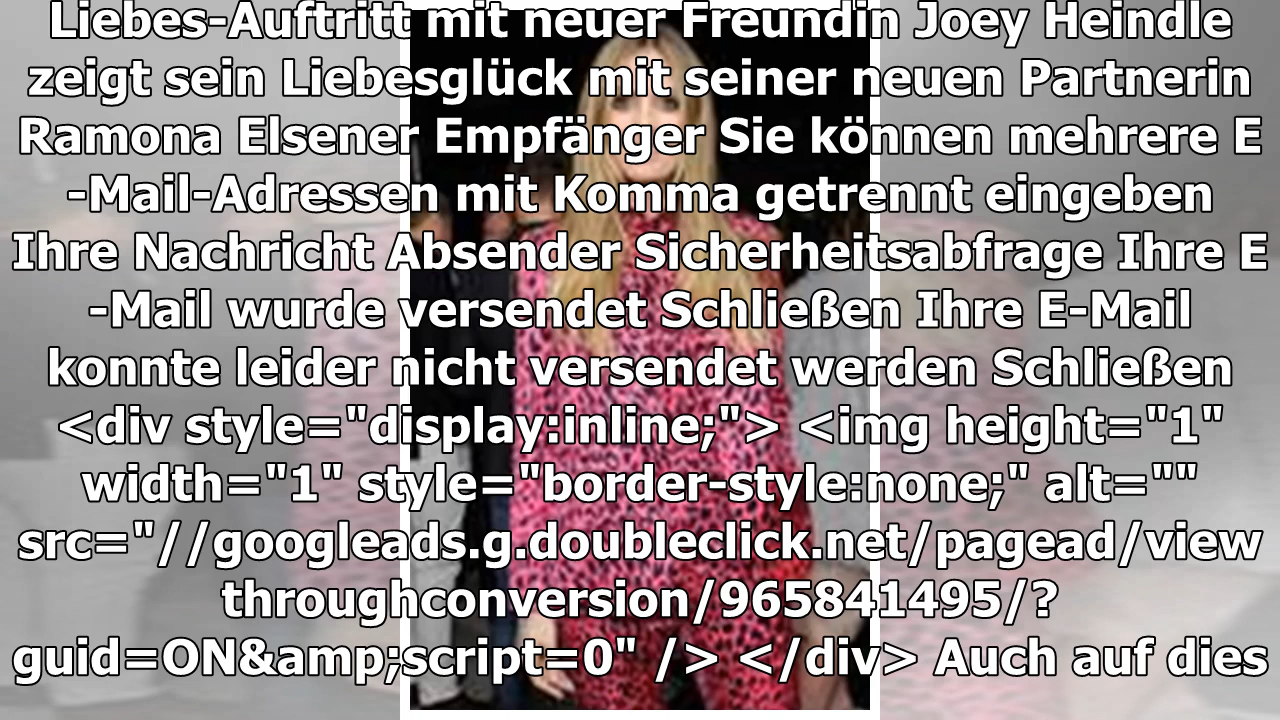 Liebes-Auftritt mit neuer Freundin Joey Heindle
zeigt sein Liebesglück mit seiner neuen Partnerin
Ramona Elsener Empfänger Sie können mehrere E
-Mail-Adressen mit Komma getrennt eingeben
Ihre Nachricht Absender Sicherheitsabfrage Ihre E
-Mail wurde versendet Schließen Ihre E-Mail
konnte leider nicht versendet werden Schließen
<div style="display:inline;"> <img height="1"
width="1" style="border-style:none;" alt=""
src="//googleads.g.doubleclick.net/pagead/view
throughconversion/965841495/?
guid=ON&amp;script=0" /> </div> Auch auf dies